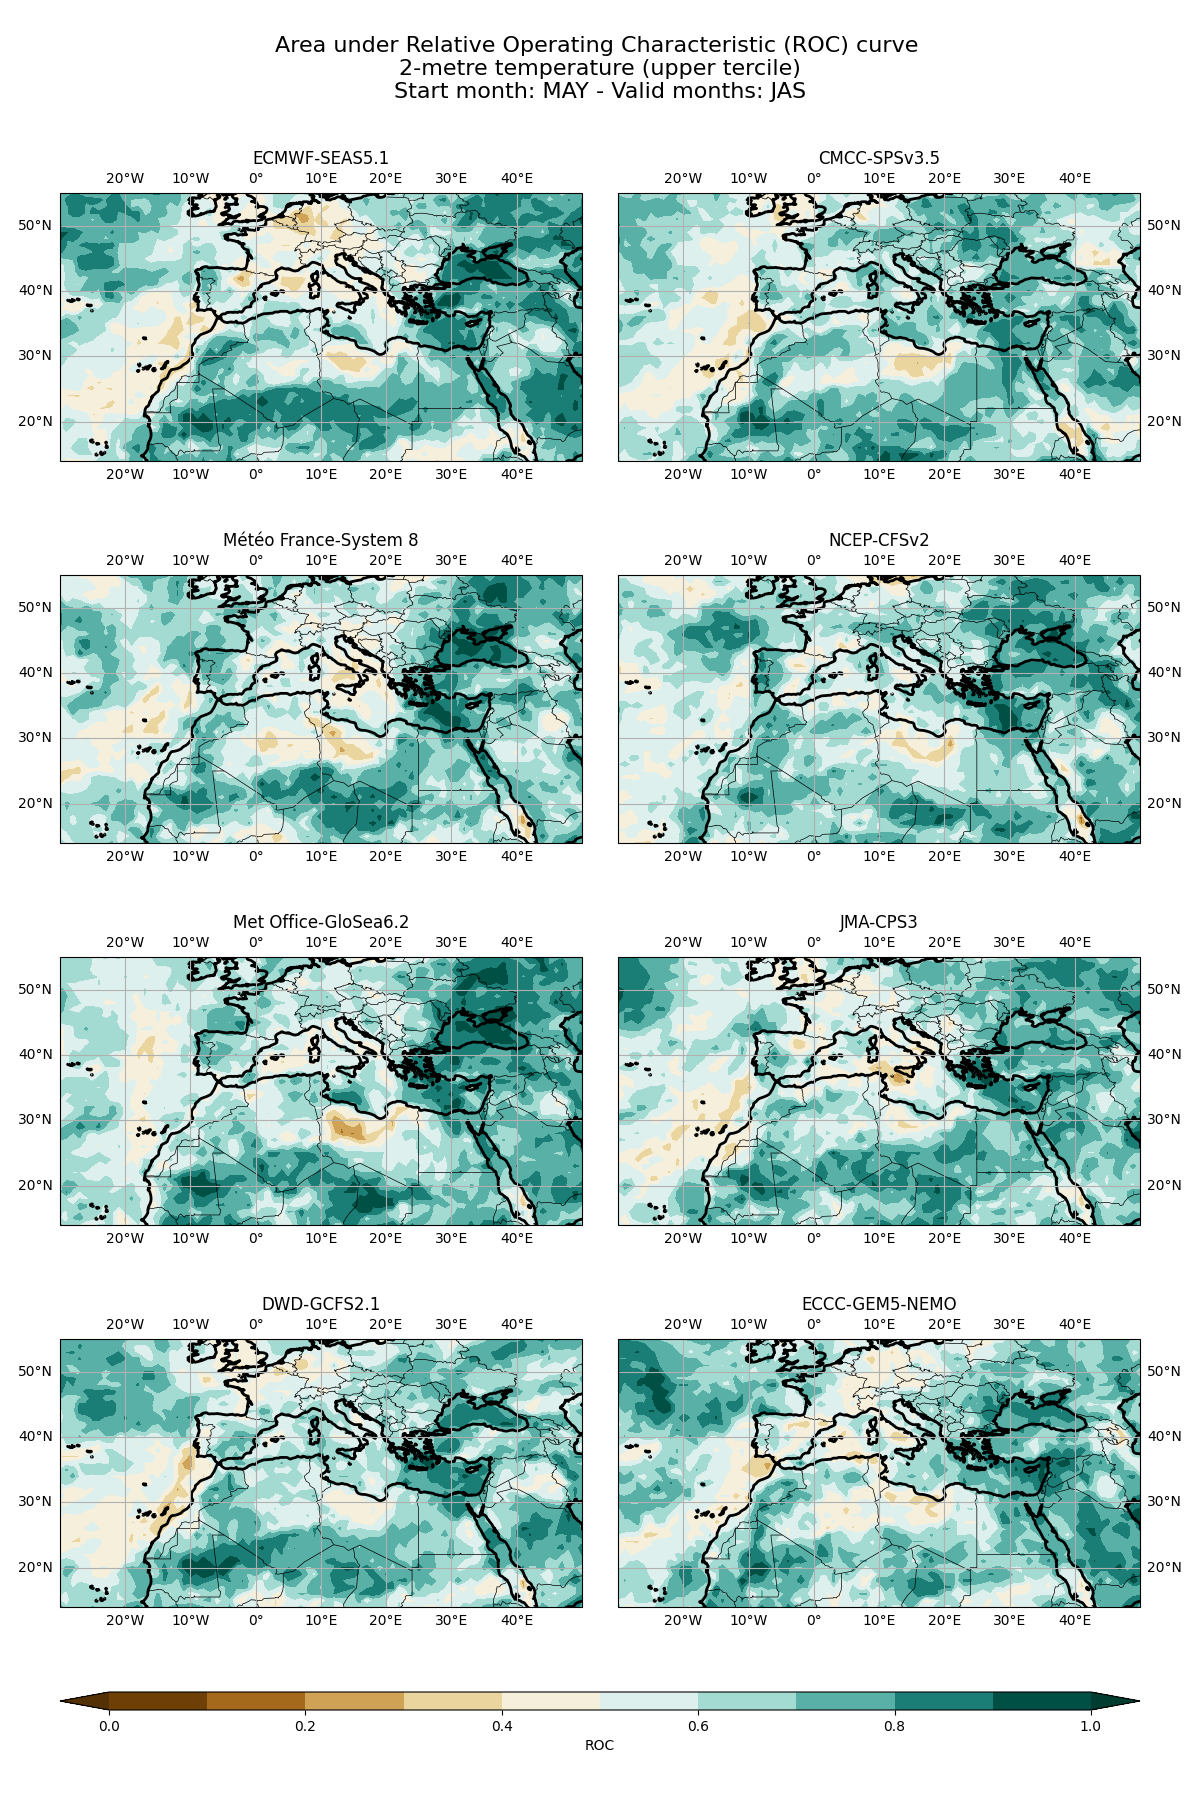 Area under Relative Operating Characteristic (ROC) curve
2-metre temperature (upper tercile)
Start month: MAY - Valid months: JAS
ECMWF-SEAS5.1
20°W 10°W 0° 10°E 20°E 30°E 40°E
50°N
40°N
30°N
20°N
20°W 10°W 0° 10°E 20°E 30°E 40°E
CMCC-SPSv3.5
20°W 10°W 0° 10°E 20°E 30°E 40°E
50°N
40°N
30°N
20°N
20°W 10°W 0° 10°E 20°E 30°E 40°E
Météo France-System 8
20°W 10°W 0° 10°E 20°E 30°E 40°E
50°N
40°N
30°N
20°N
20°W 10°W 0° 10°E 20°E 30°E 40°E
NCEP-CFSv2
20°W 10°W 0° 10°E 20°E 30°E 40°E
50°N
40°N
30°N
20°N
20°W 10°W 0° 10°E 20°E 30°E 40°E
Met Office-GloSea6.2
20°W 10°W 0° 10°E 20°E 30°E 40°E
50°N
40°N
30°N
20°N
20°W 10°W 0° 10°E 20°E 30°E 40°E
JMA-CPS3
20°W 10°W 0° 10°E 20°E 30°E 40°E
50°N
40°N
30°N
20°N
20°W 10°W 0° 10°E 20°E 30°E 40°E
DWD-GCFS2.1
20°W 10°W 0° 10°E 20°E 30°E 40°E
50°N
40°N
30°N
20°N
20°W 10°W 0° 10°E 20°E 30°E 40°E
ECCC-GEM5-NEMO
20°W 10°W 0° 10°E 20°E 30°E 40°E
50°N
40°N
30°N
20°N
20°W 10°W 0° 10°E 20°E 30°E 40°E
0.0 0.2 0.4 0.6 0.8 1.0
ROC